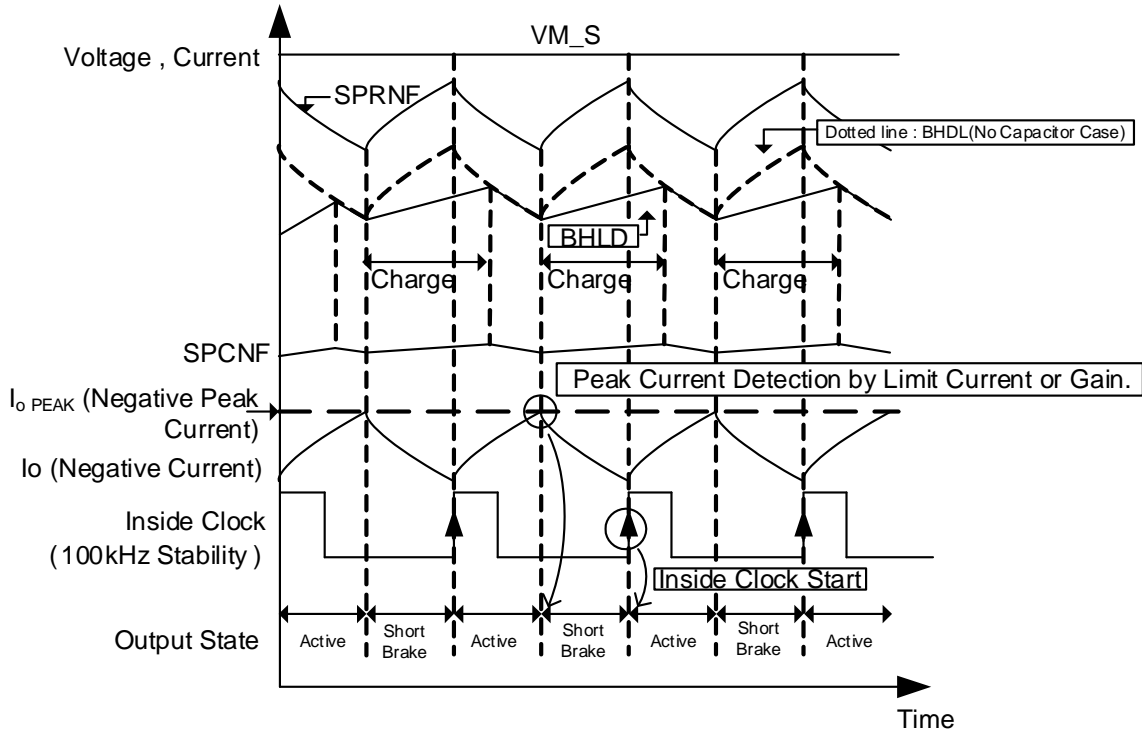 VM_S
Voltage , Current
SPRNF
Dotted line : BHDL(No Capacitor Case)
BHLD
Charge
Charge
Charge
SPCNF
Peak Current Detection by Limit Current or Gain.
Io PEAK (Negative Peak
Current)
Io (Negative Current)
Inside Clock
(100kHz Stability )
Inside Clock Start
Output State
Active
Short
Brake
Active
Short
Brake
Active
Short
Brake
Active
Time